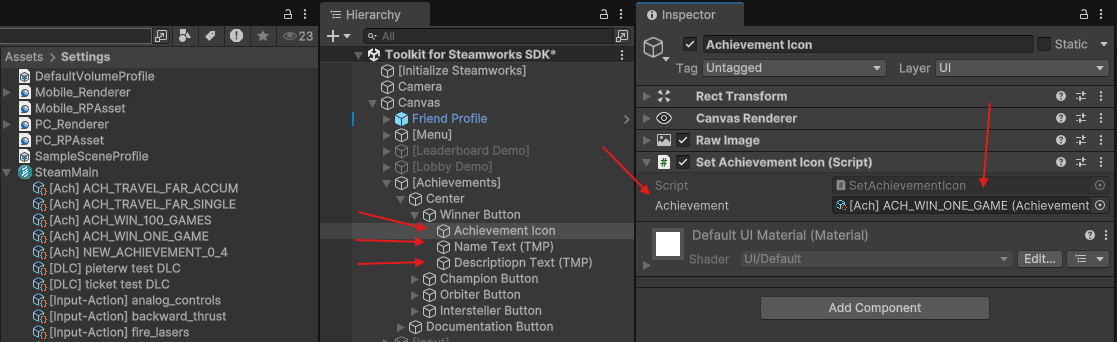 23
Assets > Settings
DefaultVolumeProfile
Mobile_Renderer
Mobile_RPAsset
PC_Renderer
PC_RPAsset
SampleSceneProfile
SteamMain
[Ach] ACH_TRAVEL_FAR_ACCUM
[Ach] ACH_TRAVEL_FAR_SINGLE
[Ach] ACH_WIN_100_GAMES
[Ach] ACH_WIN_ONE_GAME
[Ach] NEW_ACHIEVEMENT_0_4
[DLC] pieterw test DLC
[DLC] ticket test DLC
[Input-Action] analog_controls
[Input-Action] backward_thrust
[Input-Action] fire_lasers
Hierarchy
All
Toolkit for Steamworks SDK*
[Initialize Steamworks]
Camera
Canvas
Friend Profile
[Menu]
[Leaderboard Demo]
[Lobby Demo]
[Achievements]
Center
Winner Button
Achievement Icon
Name Text (TMP)
Descriptiopn Text (TMP)
Champion Button
Orbiter Button
Intersteller Button
Documentation Button
[Input]
Inspector
Achievement Icon Static
Tag Untagged Layer UI
Rect Transform
Canvas Renderer
Raw Image
Set Achievement Icon (Script)
Script SetAchievementIcon
Achievement [Ach] ACH_WIN_ONE_GAME (Achievement
Default UI Material (Material)
Shader UI/Default Edit...
Add Component